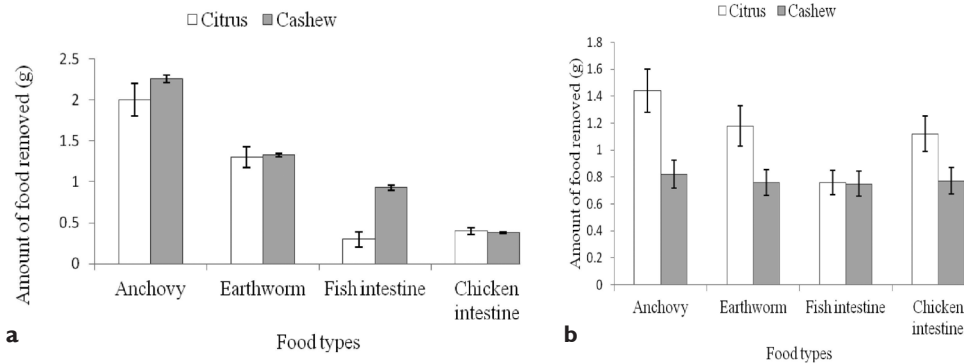 Citrus Cashew
Amount of food removed (g)
2.5
2
1.5
1
0.5
0
Anchovy Earthworm Fish intestine Chicken
intestine
Food types
a
Citrus Cashew
Amount of food removed (g)
1.8
1.6
1.4
1.2
1
0.8
0.6
0.4
0.2
0
Anchovy Earthworm Fish intestine Chicken
intestine
Food types
b